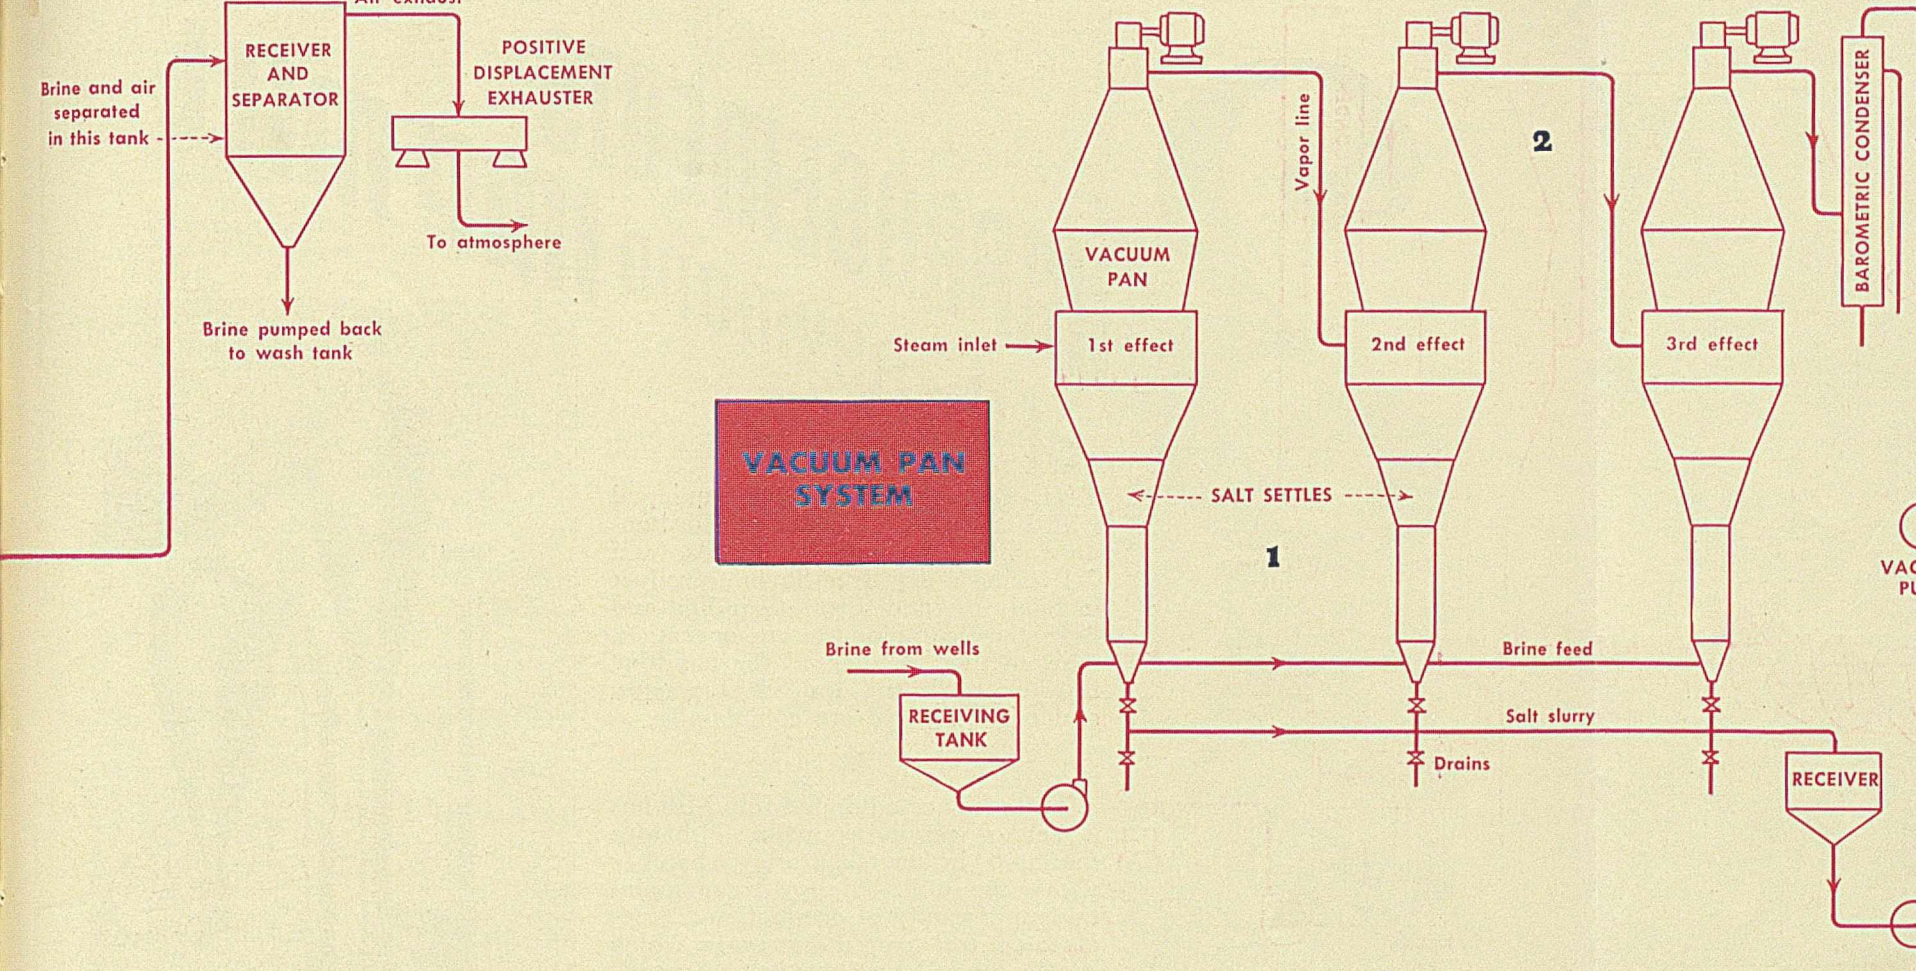 Air exhaust
RECEIVER
AND
SEPARATOR
POSITIVE
DISPLACEMENT
EXHAUSTER
Brine and air
separated
in this tank
To atmosphere
Brine pumped back
to wash tank
VACUUM PAN
SYSTEM
Vapor line
2
BAROMETRIC CONDENSER
VACUUM
PAN
Steam inlet
1st effect
2nd effect
3rd effect
SALT SETTLES
1
Brine from wells
Brine feed
RECEIVING
TANK
Salt slurry
Drains
RECEIVER